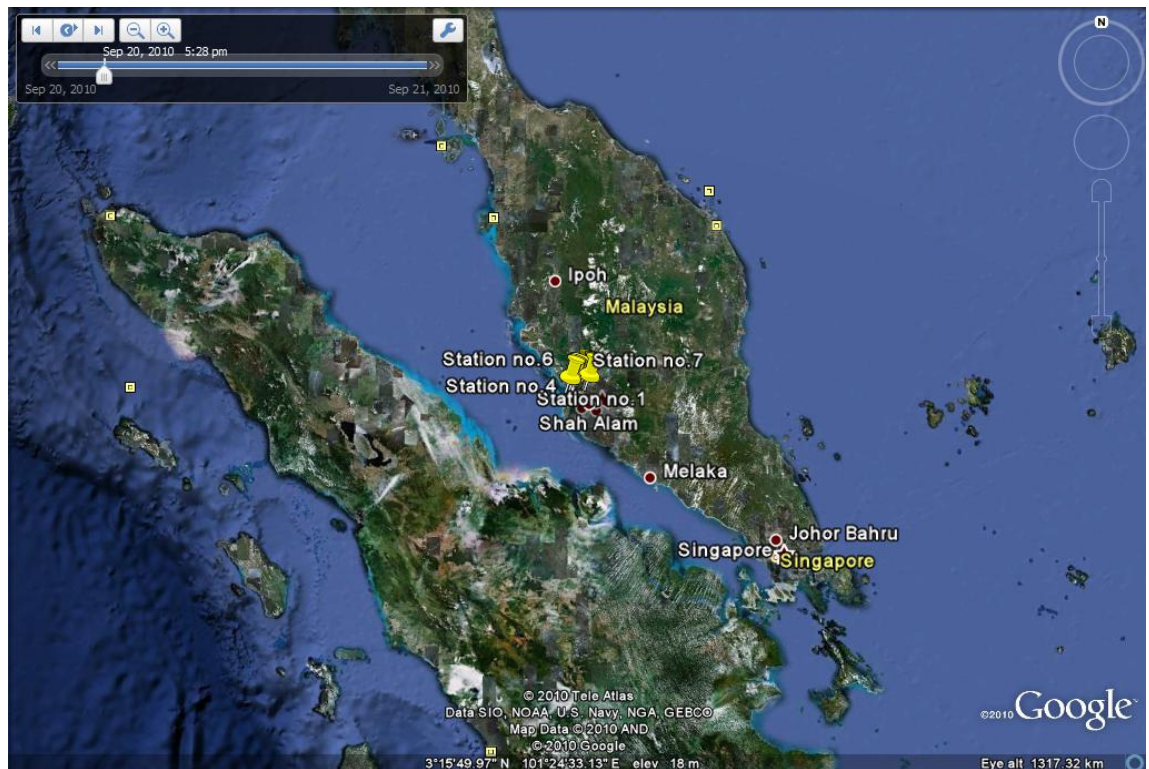 Sep 20, 2010 5:28 pm
Sep 20, 2010
Sep 21, 2010
N
Ipoh
Malaysia
Station no.6
Station no.7
Station no.4
Station no.1
Shah Alam
Melaka
Johor Bahru
Singapore
Singapore
© 2010 Tele Atlas
Data SIO, NOAA, U.S. Navy, NGA, GEBCO
Map Data © 2010 AND
© 2010 Google
©2010 Google
3°15'49.97" N 101°24'33.13" E elev 18 m
Eye alt 1317.32 km